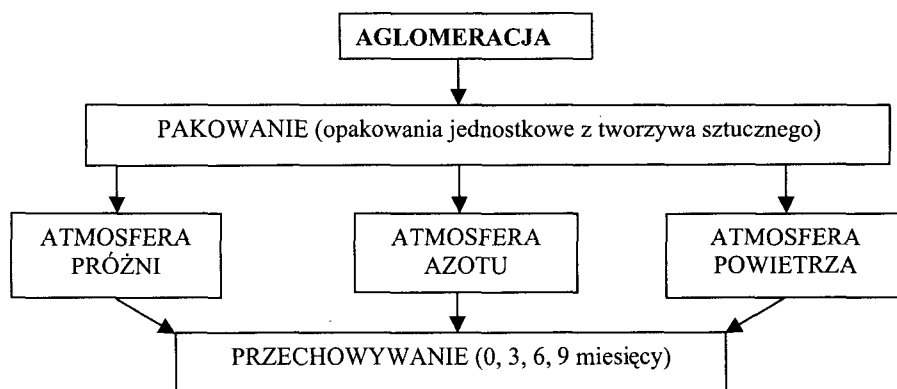 AGLOMERACJA
PAKOWANIE (opakowania jednostkowe z tworzywa sztucznego)
ATMOSFERA
PRÓŻNI
ATMOSFERA
AZOTU
ATMOSFERA
POWIETRZA
PRZECHOWYWANIE (0, 3, 6, 9 miesięcy)